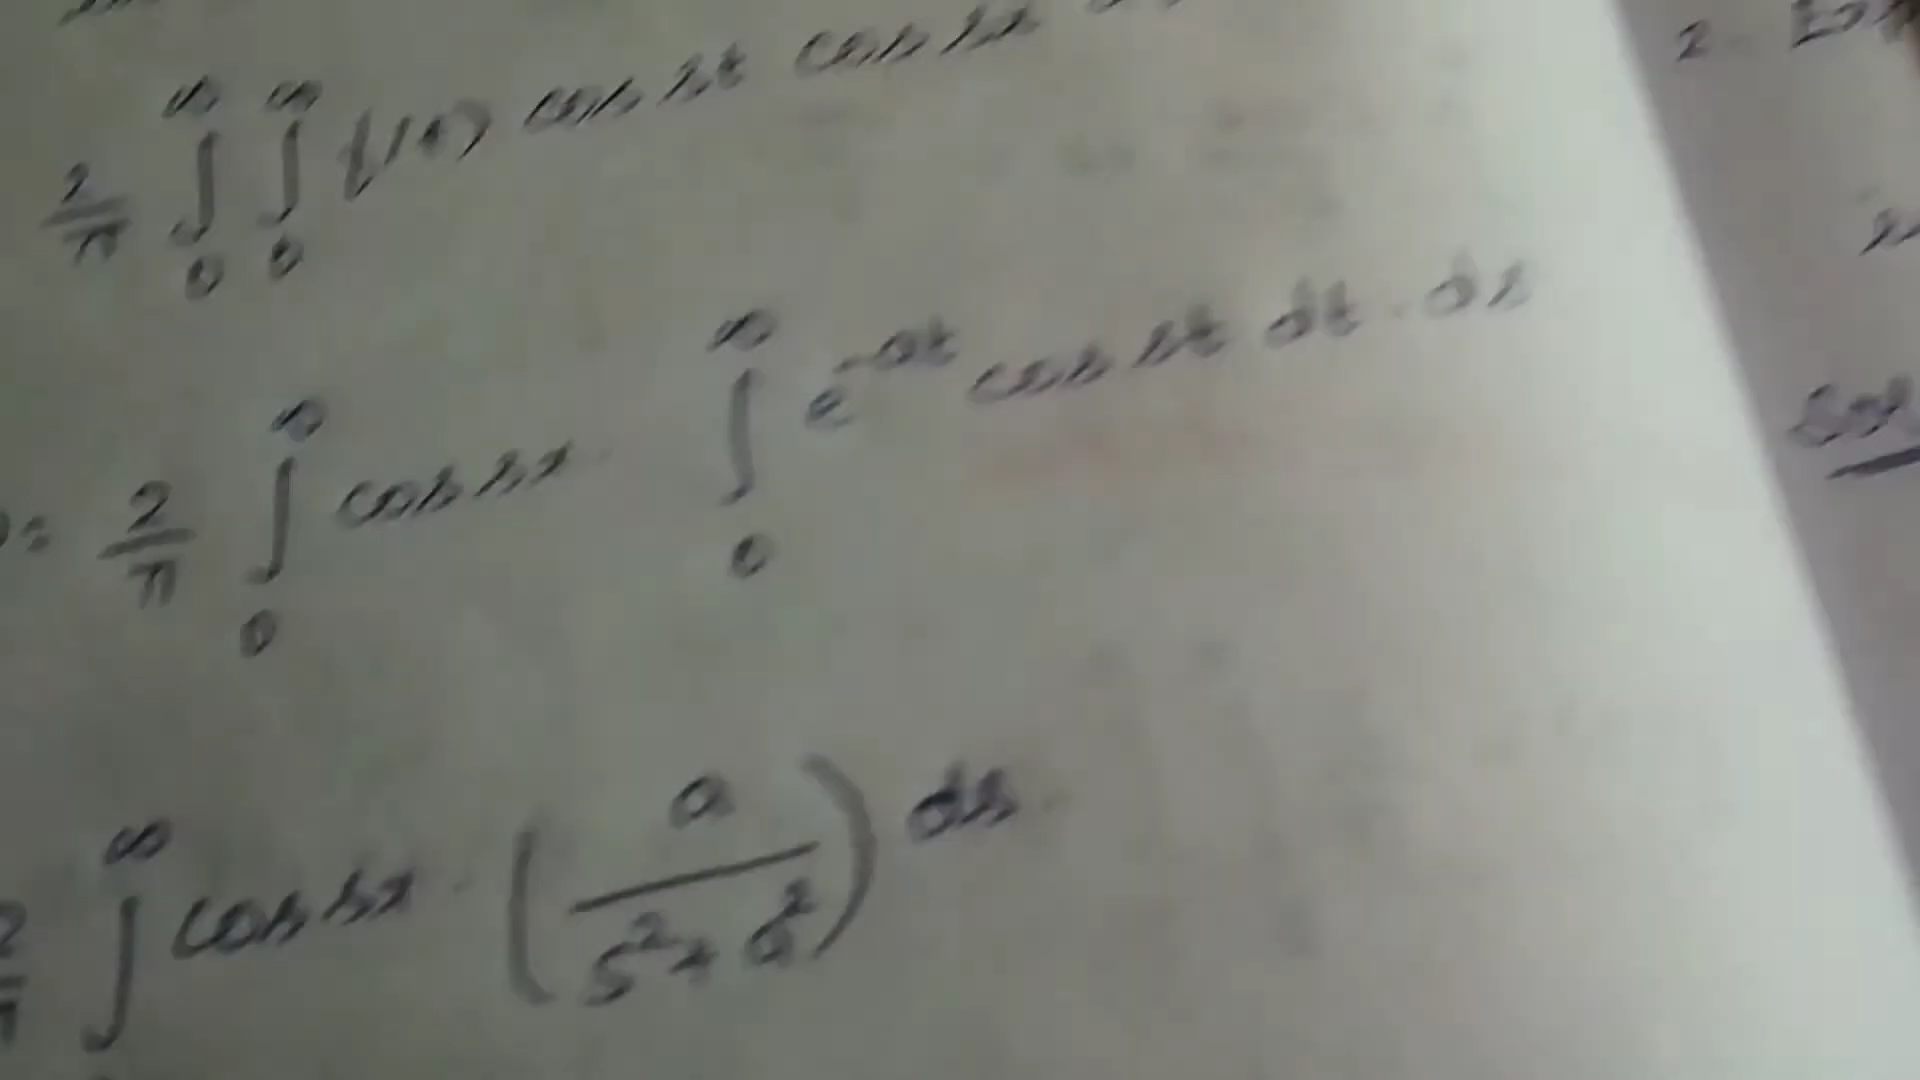 2/π ∫₀^∞ ∫₀^∞ f(t) cos st cos sx
= 2/π ∫₀^∞ cos sx . ∫₀^∞ e^{-at} cos st dt . ds
∫^∞ cos sx . (a/(s²+a²)) ds .
2.
Sol